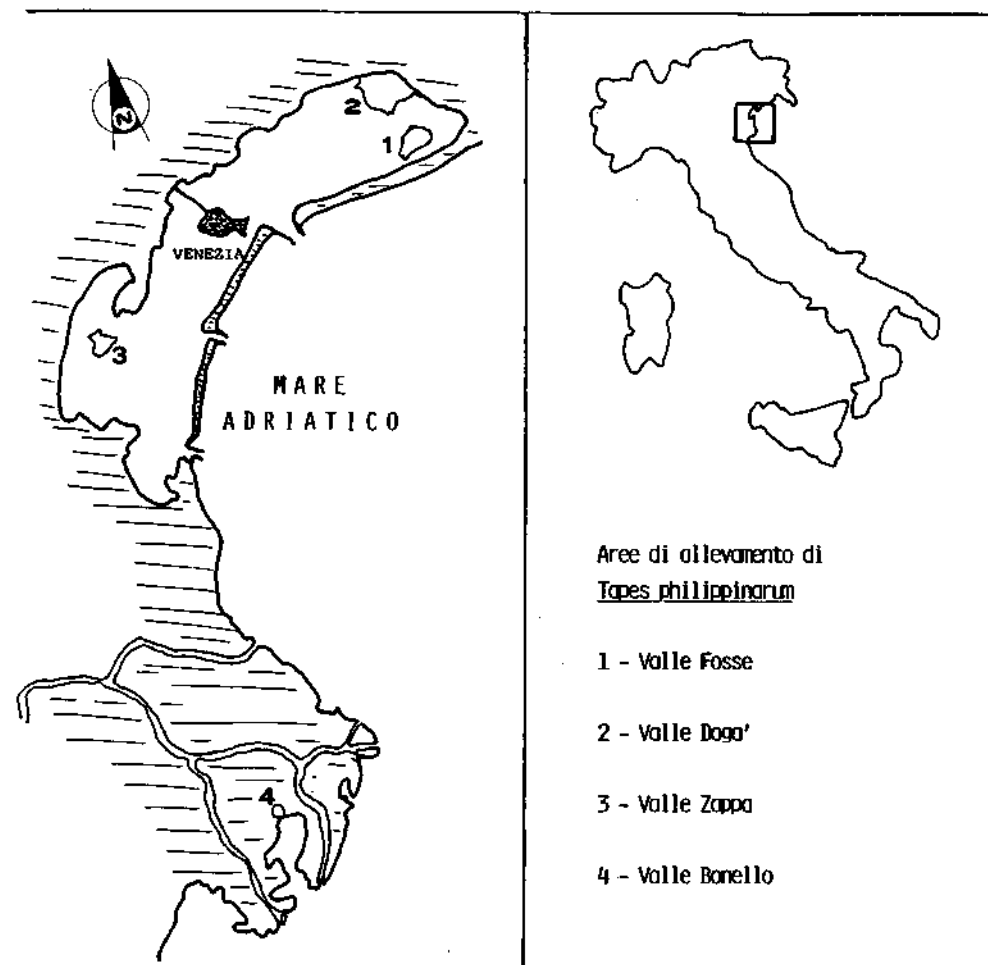 N
2
1
VENEZIA
3
MARE
ADRIATICO
4
Aree di allevamento di
Tapes philippinarum
1 - Valle Fosse
2 - Valle Doga'
3 - Valle Zappa
4 - Valle Bonello